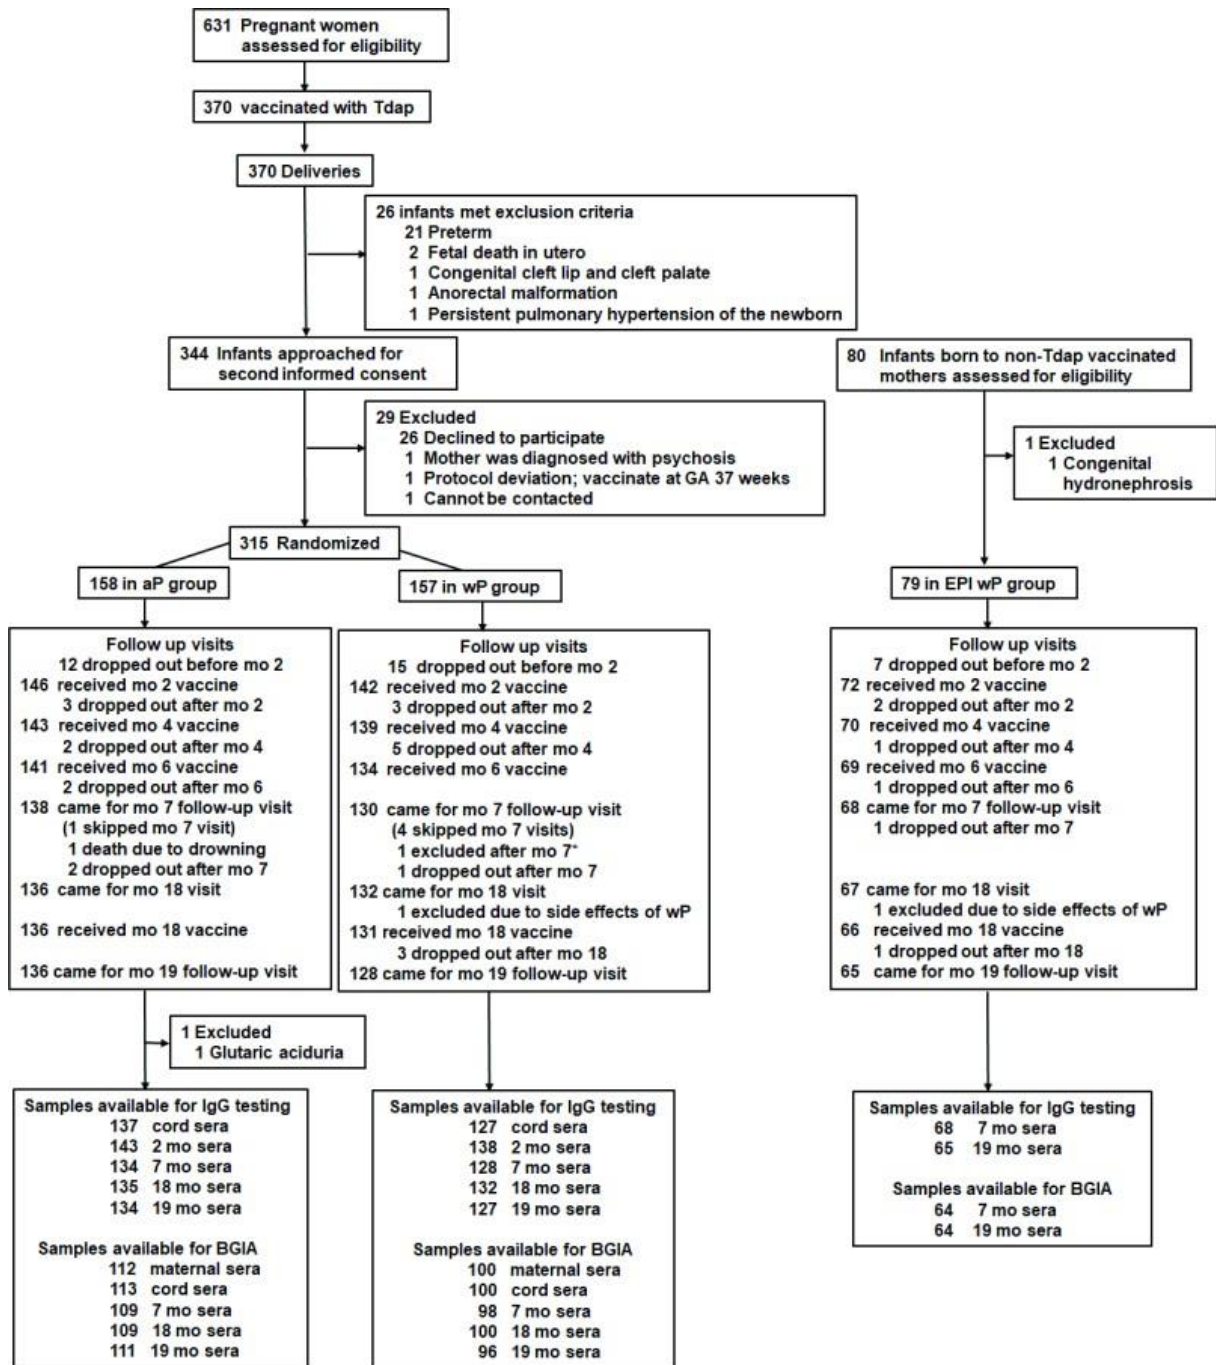 631 Pregnant women
assessed for eligibility
370 vaccinated with Tdap
370 Deliveries
26 infants met exclusion criteria
21 Preterm
2 Fetal death in utero
1 Congenital cleft lip and cleft palate
1 Anorectal malformation
1 Persistent pulmonary hypertension of the newborn
344 Infants approached for
second informed consent
80 Infants born to non-Tdap vaccinated
mothers assessed for eligibility
29 Excluded
26 Declined to participate
1 Mother was diagnosed with psychosis
1 Protocol deviation; vaccinate at GA 37 weeks
1 Cannot be contacted
1 Excluded
1 Congenital
hydronephrosis
315 Randomized
158 in aP group
157 in wP group
79 in EPI wP group
Follow up visits
12 dropped out before mo 2
146 received mo 2 vaccine
3 dropped out after mo 2
143 received mo 4 vaccine
2 dropped out after mo 4
141 received mo 6 vaccine
2 dropped out after mo 6
138 came for mo 7 follow-up visit
(1 skipped mo 7 visit)
1 death due to drowning
2 dropped out after mo 7
136 came for mo 18 visit
136 received mo 18 vaccine
136 came for mo 19 follow-up visit
Follow up visits
15 dropped out before mo 2
142 received mo 2 vaccine
3 dropped out after mo 2
139 received mo 4 vaccine
5 dropped out after mo 4
134 received mo 6 vaccine
130 came for mo 7 follow-up visit
(4 skipped mo 7 visits)
1 excluded after mo 7*
1 dropped out after mo 7
132 came for mo 18 visit
1 excluded due to side effects of wP
131 received mo 18 vaccine
3 dropped out after mo 18
128 came for mo 19 follow-up visit
Follow up visits
7 dropped out before mo 2
72 received mo 2 vaccine
2 dropped out after mo 2
70 received mo 4 vaccine
1 dropped out after mo 4
69 received mo 6 vaccine
1 dropped out after mo 6
68 came for mo 7 follow-up visit
1 dropped out after mo 7
67 came for mo 18 visit
1 excluded due to side effects of wP
66 received mo 18 vaccine
1 dropped out after mo 18
65 came for mo 19 follow-up visit
1 Excluded
1 Glutaric aciduria
Samples available for IgG testing
137 cord sera
143 2 mo sera
134 7 mo sera
135 18 mo sera
134 19 mo sera
Samples available for BGIA
112 maternal sera
113 cord sera
109 7 mo sera
109 18 mo sera
111 19 mo sera
Samples available for IgG testing
127 cord sera
138 2 mo sera
128 7 mo sera
132 18 mo sera
127 19 mo sera
Samples available for BGIA
100 maternal sera
100 cord sera
98 7 mo sera
100 18 mo sera
96 19 mo sera
Samples available for IgG testing
68 7 mo sera
65 19 mo sera
Samples available for BGIA
64 7 mo sera
64 19 mo sera